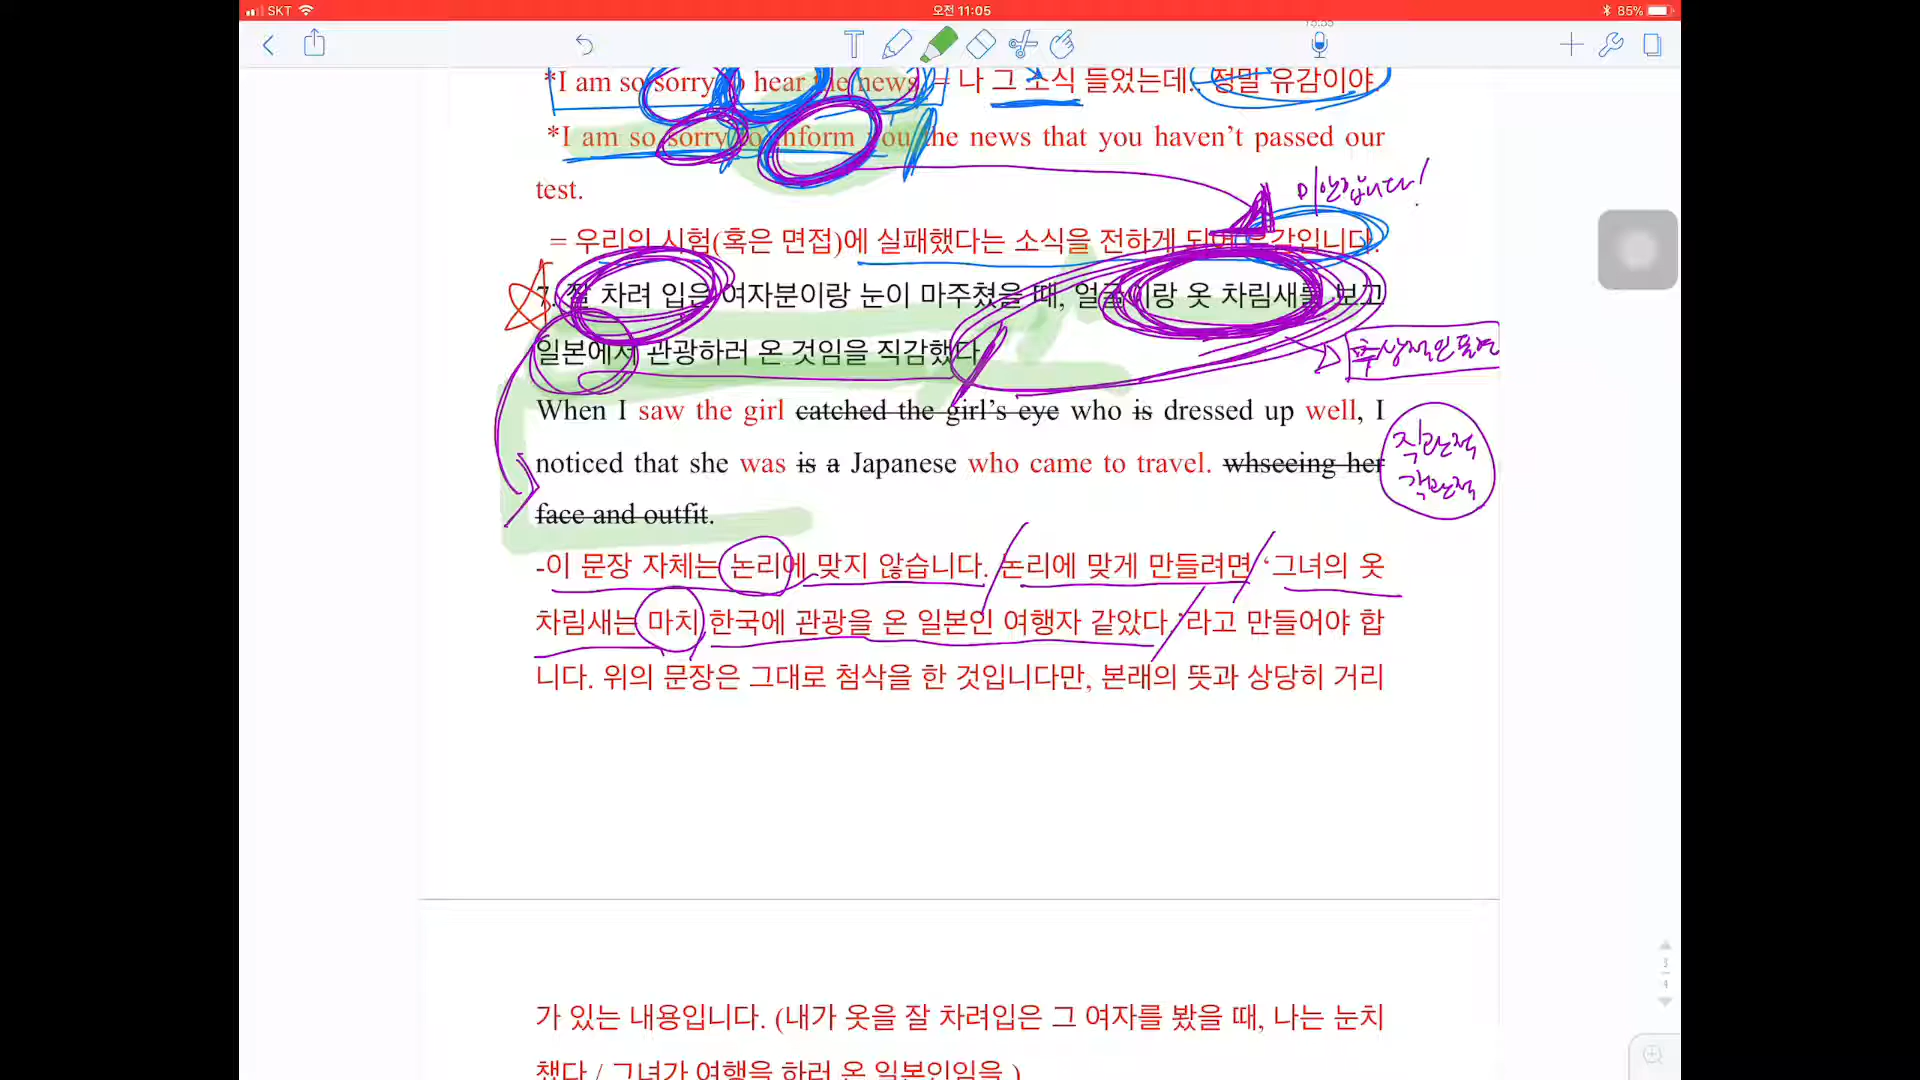 SKT 오전 11:05 85%
*I am so sorry to hear the news = 나 그 소식 들었는데.. 정말 유감이야.
*I am so sorry to inform you the news that you haven't passed our
test.
미안합니다!
= 우리의 시험(혹은 면접)에 실패했다는 소식을 전하게 되어 유감입니다.
7. 잘 차려 입은 여자분이랑 눈이 마주쳤을 때, 얼굴이랑 옷 차림새를 보고
일본에서 관광하러 온 것임을 직감했다.
추상적인 표현
When I saw the girl catched the girl's eye who is dressed up well, I
직관적
noticed that she was is a Japanese who came to travel. whseeing her
객관적
face and outfit.
-이 문장 자체는 논리에 맞지 않습니다. 논리에 맞게 만들려면 '그녀의 옷
차림새는 마치 한국에 관광을 온 일본인 여행자 같았다.'라고 만들어야 합
니다. 위의 문장은 그대로 첨삭을 한 것입니다만, 본래의 뜻과 상당히 거리
3
4
가 있는 내용입니다. (내가 옷을 잘 차려입은 그 여자를 봤을 때, 나는 눈치
챘다 / 그녀가 여행을 하러 온 일본인임을.)